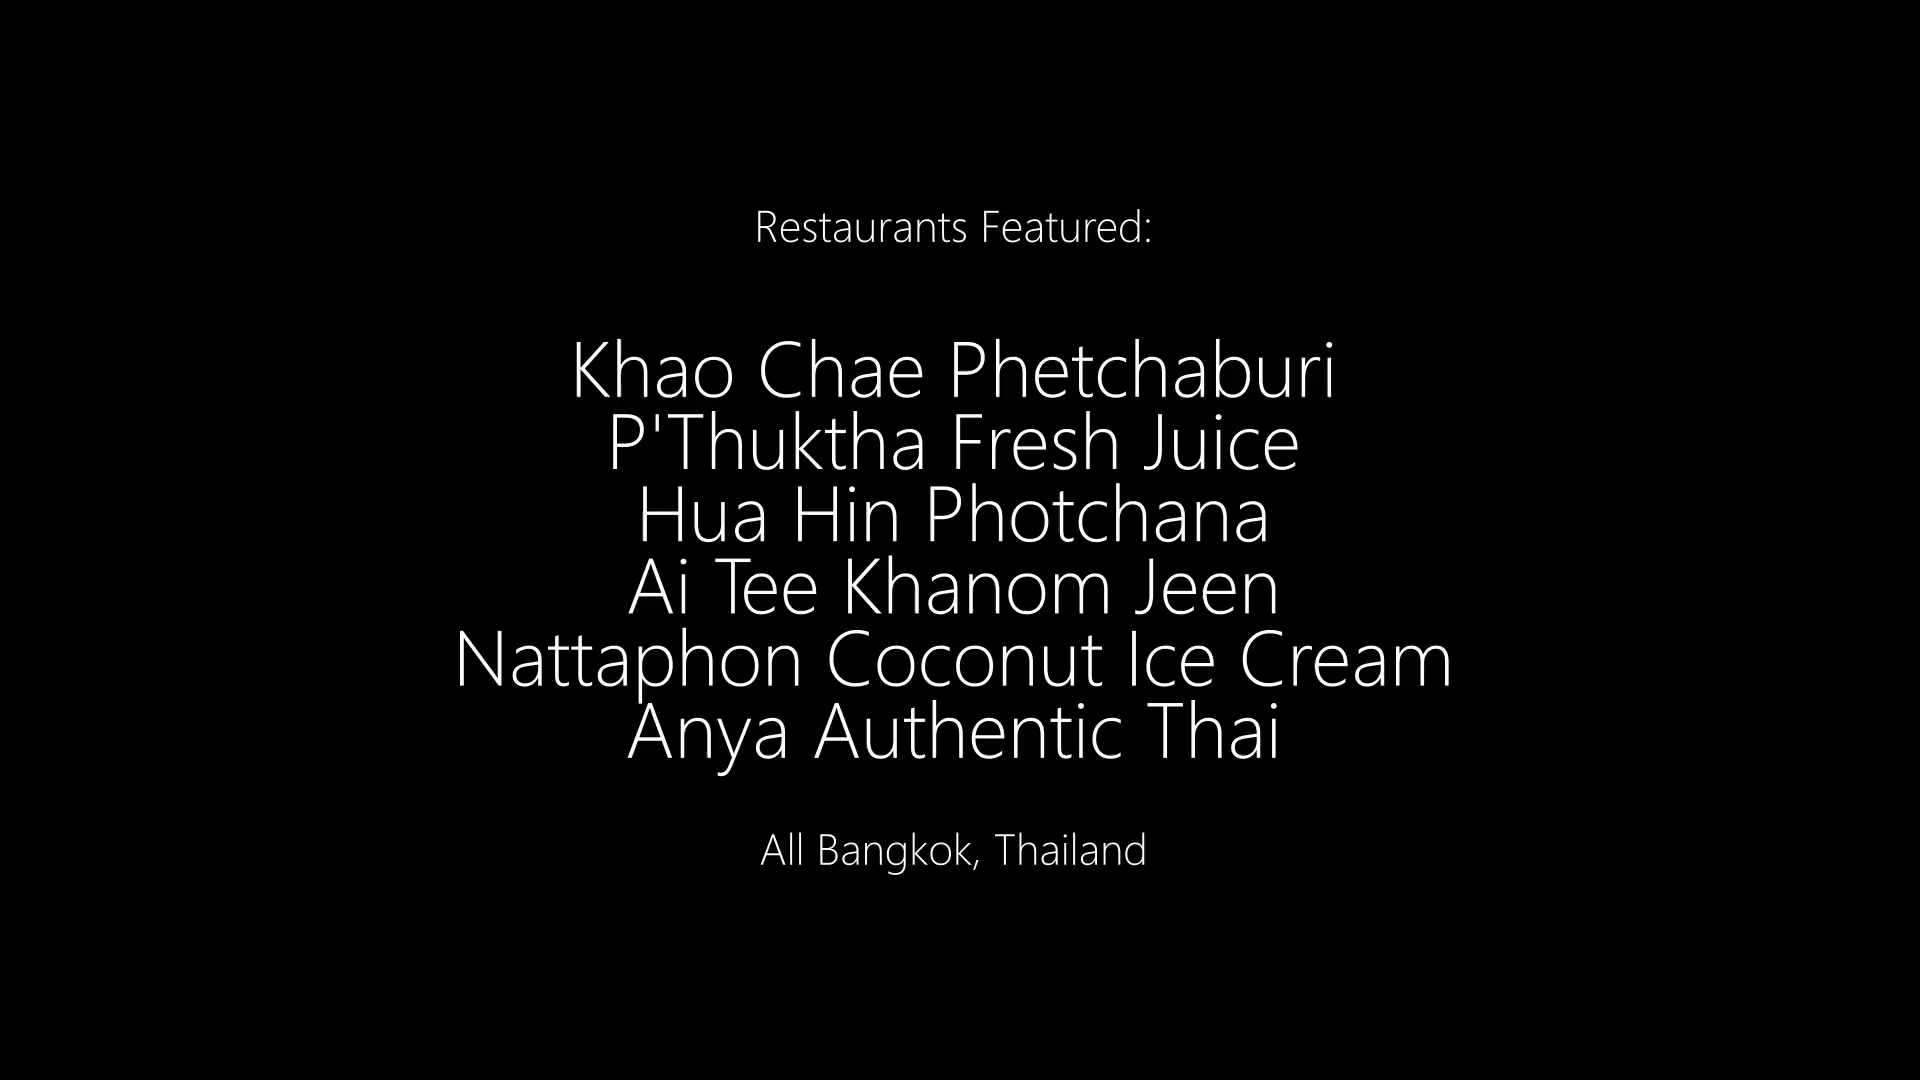 Restaurants Featured:
Khao Chae Phetchaburi
P'Thuktha Fresh Juice
Hua Hin Photchana
Ai Tee Khanom Jeen
Nattaphon Coconut Ice Cream
Anya Authentic Thai
All Bangkok, Thailand